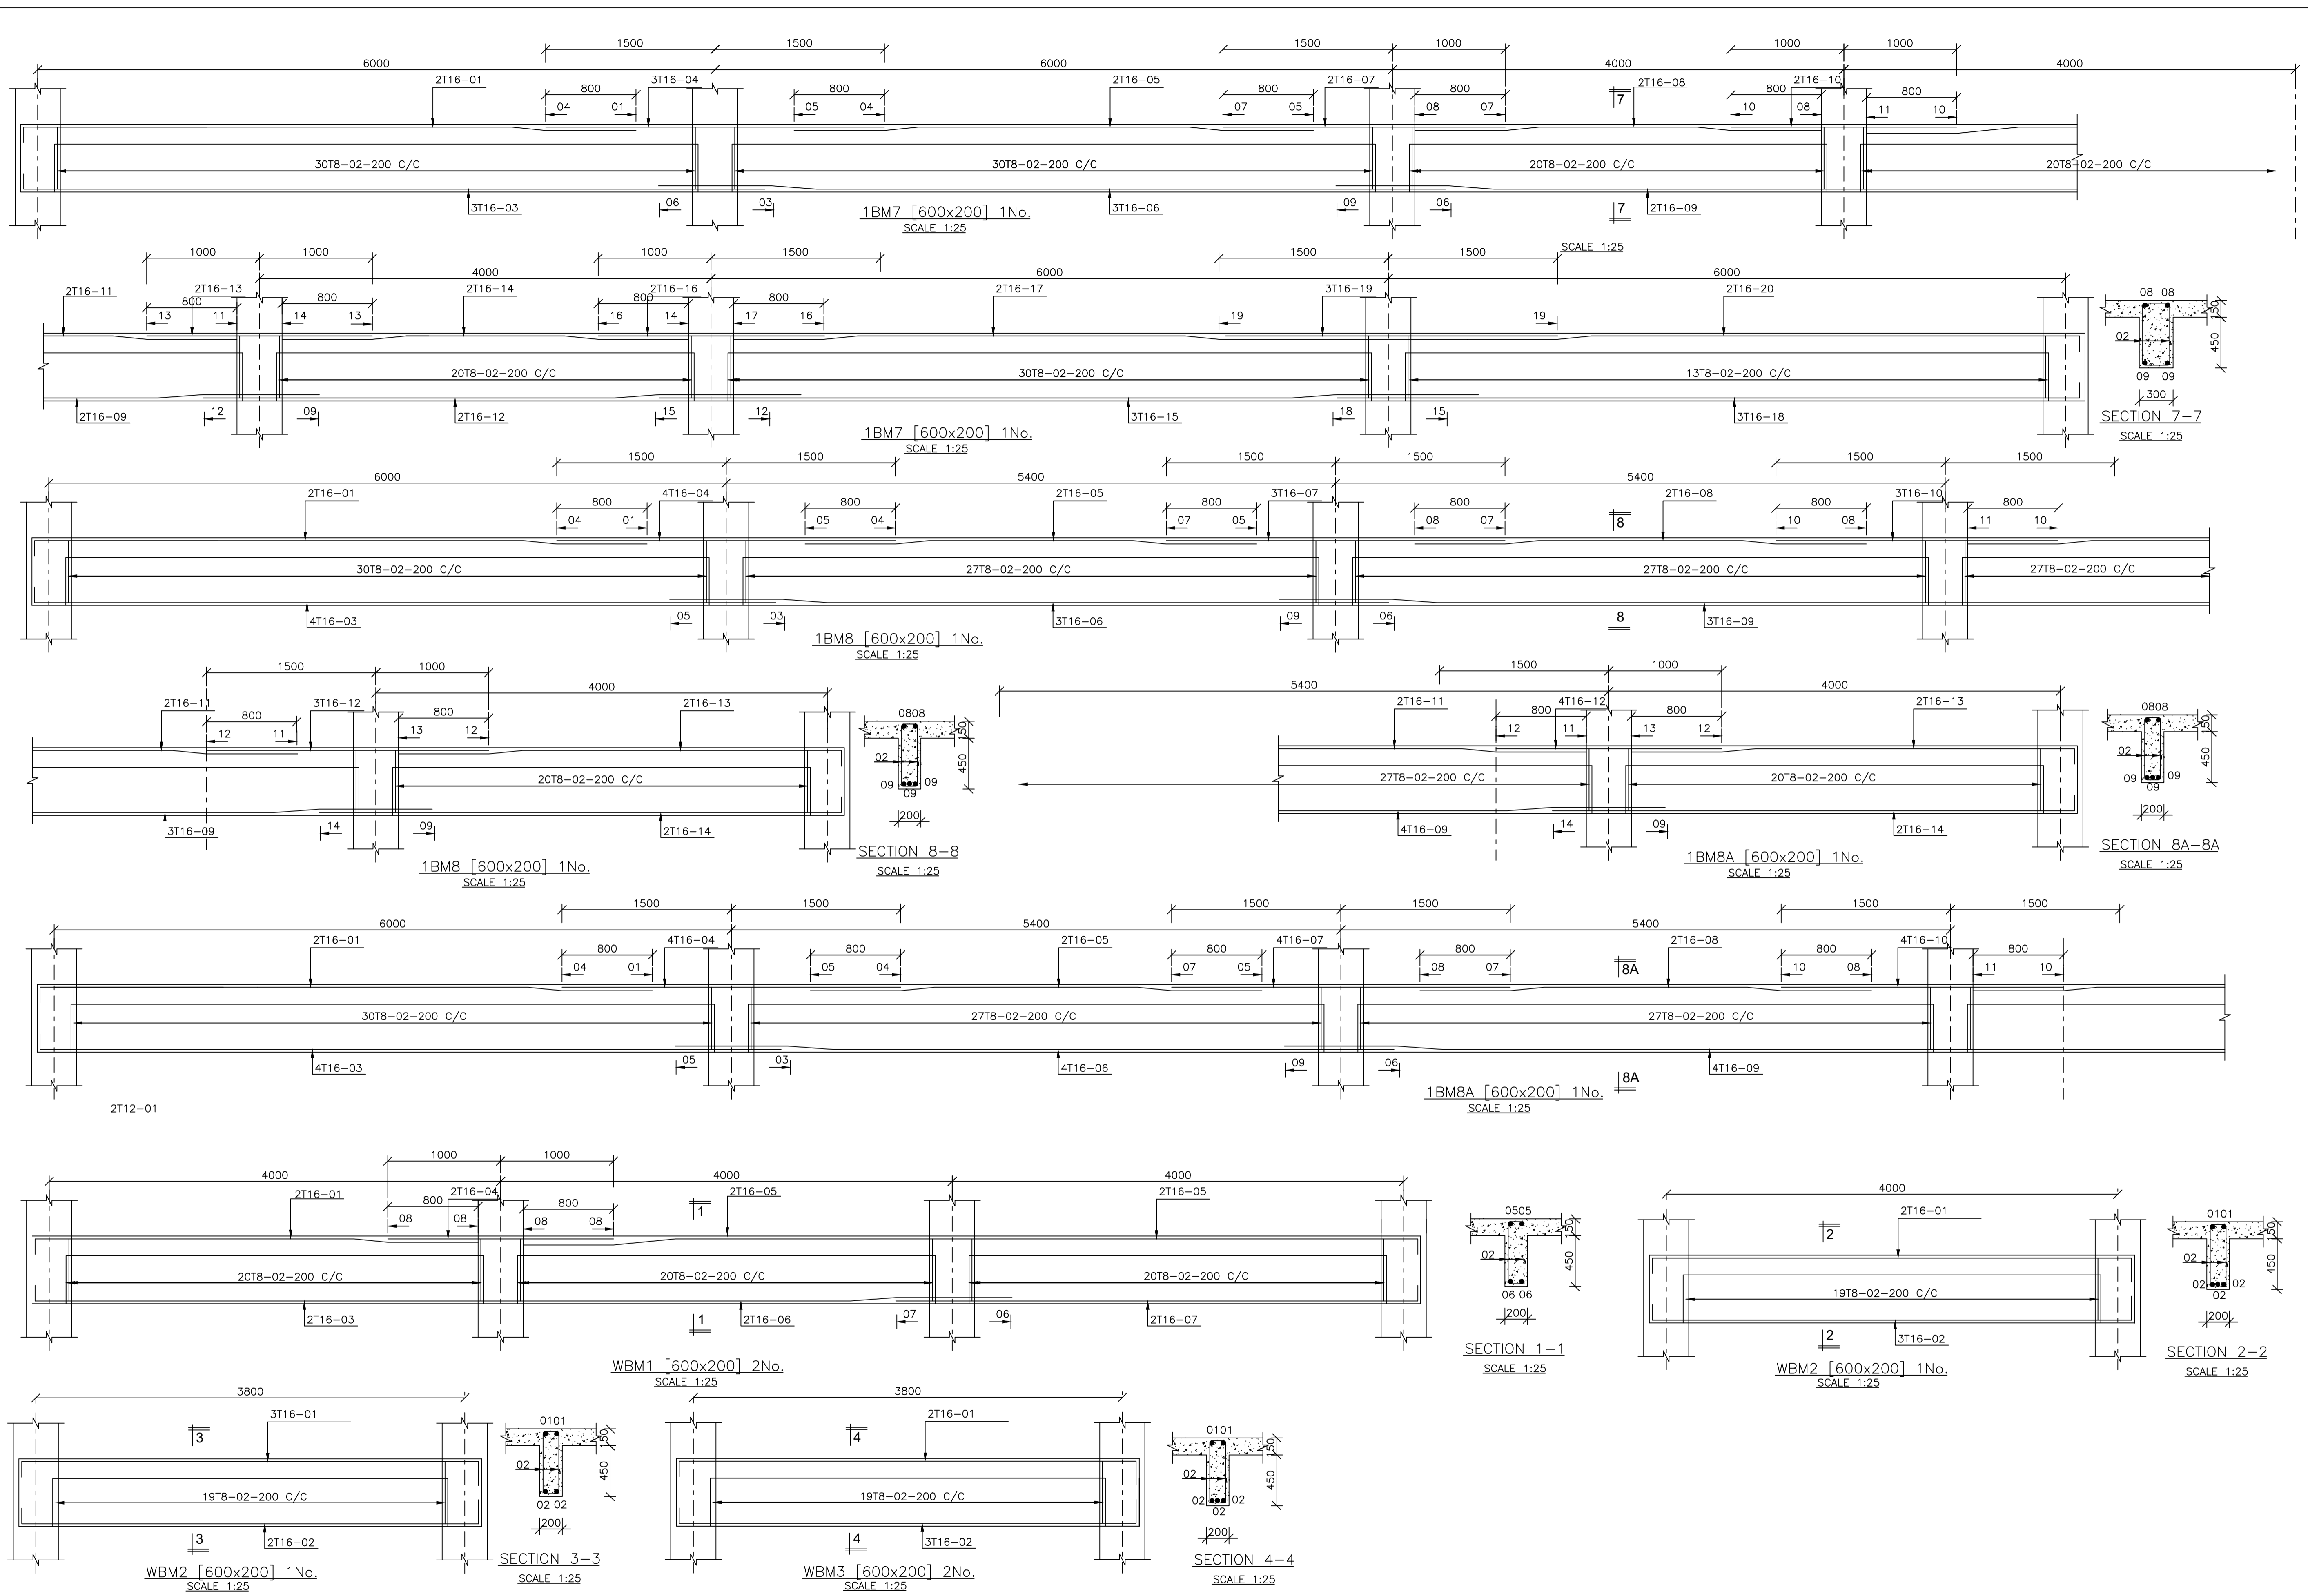 1500 1500 1500 1000 1000 1000
6000 6000 4000 4000
2T16-01 3T16-04 2T16-05 2T16-07 2T16-08 2T16-10
800 800 800 800 800 800
04 01 05 04 07 05 08 07 10 08 11 10
7
30T8-02-200 C/C 30T8-02-200 C/C 20T8-02-200 C/C 20T8-02-200 C/C
3T16-03 06 03 3T16-06 09 06 7 2T16-09
1BM7 [600x200] 1No.
SCALE 1:25
SCALE 1:25
1000 1000 1000 1500 1500 1500
4000 6000 6000
2T16-11 2T16-13 2T16-14 2T16-16 2T16-17 3T16-19 2T16-20
800 800 800 800
13 11 14 13 16 14 17 16 19 19
20T8-02-200 C/C 30T8-02-200 C/C 13T8-02-200 C/C
2T16-09 12 09 2T16-12 15 12 3T16-15 18 15 3T16-18
1BM7 [600x200] 1No.
SCALE 1:25
08 08
150
02
450
09 09
300
SECTION 7-7
SCALE 1:25
1500 1500 1500 1500 1500 1500
6000 5400 5400
2T16-01 4T16-04 2T16-05 3T16-07 2T16-08 3T16-10
800 800 800 800 800 800
04 01 05 04 07 05 08 07 10 08 11 10
8
30T8-02-200 C/C 27T8-02-200 C/C 27T8-02-200 C/C 27T8-02-200 C/C
4T16-03 05 03 3T16-06 09 06 8 3T16-09
1BM8 [600x200] 1No.
SCALE 1:25
1500 1000
4000
2T16-11 3T16-12 2T16-13
800 800
12 11 13 12
20T8-02-200 C/C
3T16-09 14 09 2T16-14
1BM8 [600x200] 1No.
SCALE 1:25
0808
150
02
450
09 09
09
200
SECTION 8-8
SCALE 1:25
1500 1000
5400 4000
2T16-11 4T16-12 2T16-13
800 800
12 11 13 12
27T8-02-200 C/C 20T8-02-200 C/C
4T16-09 14 09 2T16-14
1BM8A [600x200] 1No.
SCALE 1:25
0808
150
02
450
09 09
09
200
SECTION 8A-8A
SCALE 1:25
1500 1500 1500 1500 1500 1500
6000 5400 5400
2T16-01 4T16-04 2T16-05 4T16-07 2T16-08 4T16-10
800 800 800 800 800 800
04 01 05 04 07 05 08 07 10 08 11 10
8A
30T8-02-200 C/C 27T8-02-200 C/C 27T8-02-200 C/C
4T16-03 05 03 4T16-06 09 06 8A 4T16-09
1BM8A [600x200] 1No.
SCALE 1:25
2T12-01
1000 1000
4000 4000 4000
2T16-01 2T16-04 2T16-05 2T16-05
800 800
08 08 08 08
1
20T8-02-200 C/C 20T8-02-200 C/C 20T8-02-200 C/C
2T16-03 1 2T16-06 07 06 2T16-07
WBM1 [600x200] 2No.
SCALE 1:25
0505
150
02
450
06 06
200
SECTION 1-1
SCALE 1:25
4000
2T16-01
2
19T8-02-200 C/C
2 3T16-02
WBM2 [600x200] 1No.
SCALE 1:25
0101
150
02
450
02 02
02
200
SECTION 2-2
SCALE 1:25
3800
3T16-01
3
19T8-02-200 C/C
3 2T16-02
WBM2 [600x200] 1No.
SCALE 1:25
0101
150
02
450
02 02
200
SECTION 3-3
SCALE 1:25
3800
2T16-01
4
19T8-02-200 C/C
4 3T16-02
WBM3 [600x200] 2No.
SCALE 1:25
0101
150
02
450
02 02
02
200
SECTION 4-4
SCALE 1:25